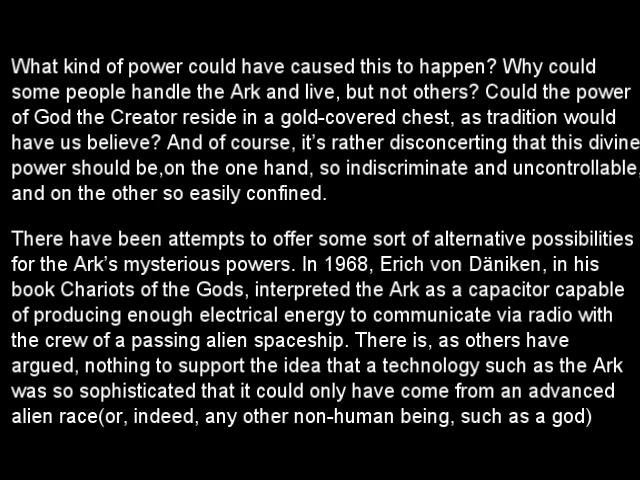 What kind of power could have caused this to happen? Why could
some people handle the Ark and live, but not others? Could the power
of God the Creator reside in a gold-covered chest, as tradition would
have us believe? And of course, it’s rather disconcerting that this divine
power should be,on the one hand, so indiscriminate and uncontrollable,
and on the other so easily confined.
There have been attempts to offer some sort of alternative possibilities
for the Ark’s mysterious powers. In 1968, Erich von Däniken, in his
book Chariots of the Gods, interpreted the Ark as a capacitor capable
of producing enough electrical energy to communicate via radio with
the crew of a passing alien spaceship. There is, as others have
argued, nothing to support the idea that a technology such as the Ark
was so sophisticated that it could only have come from an advanced
alien race(or, indeed, any other non-human being, such as a god)